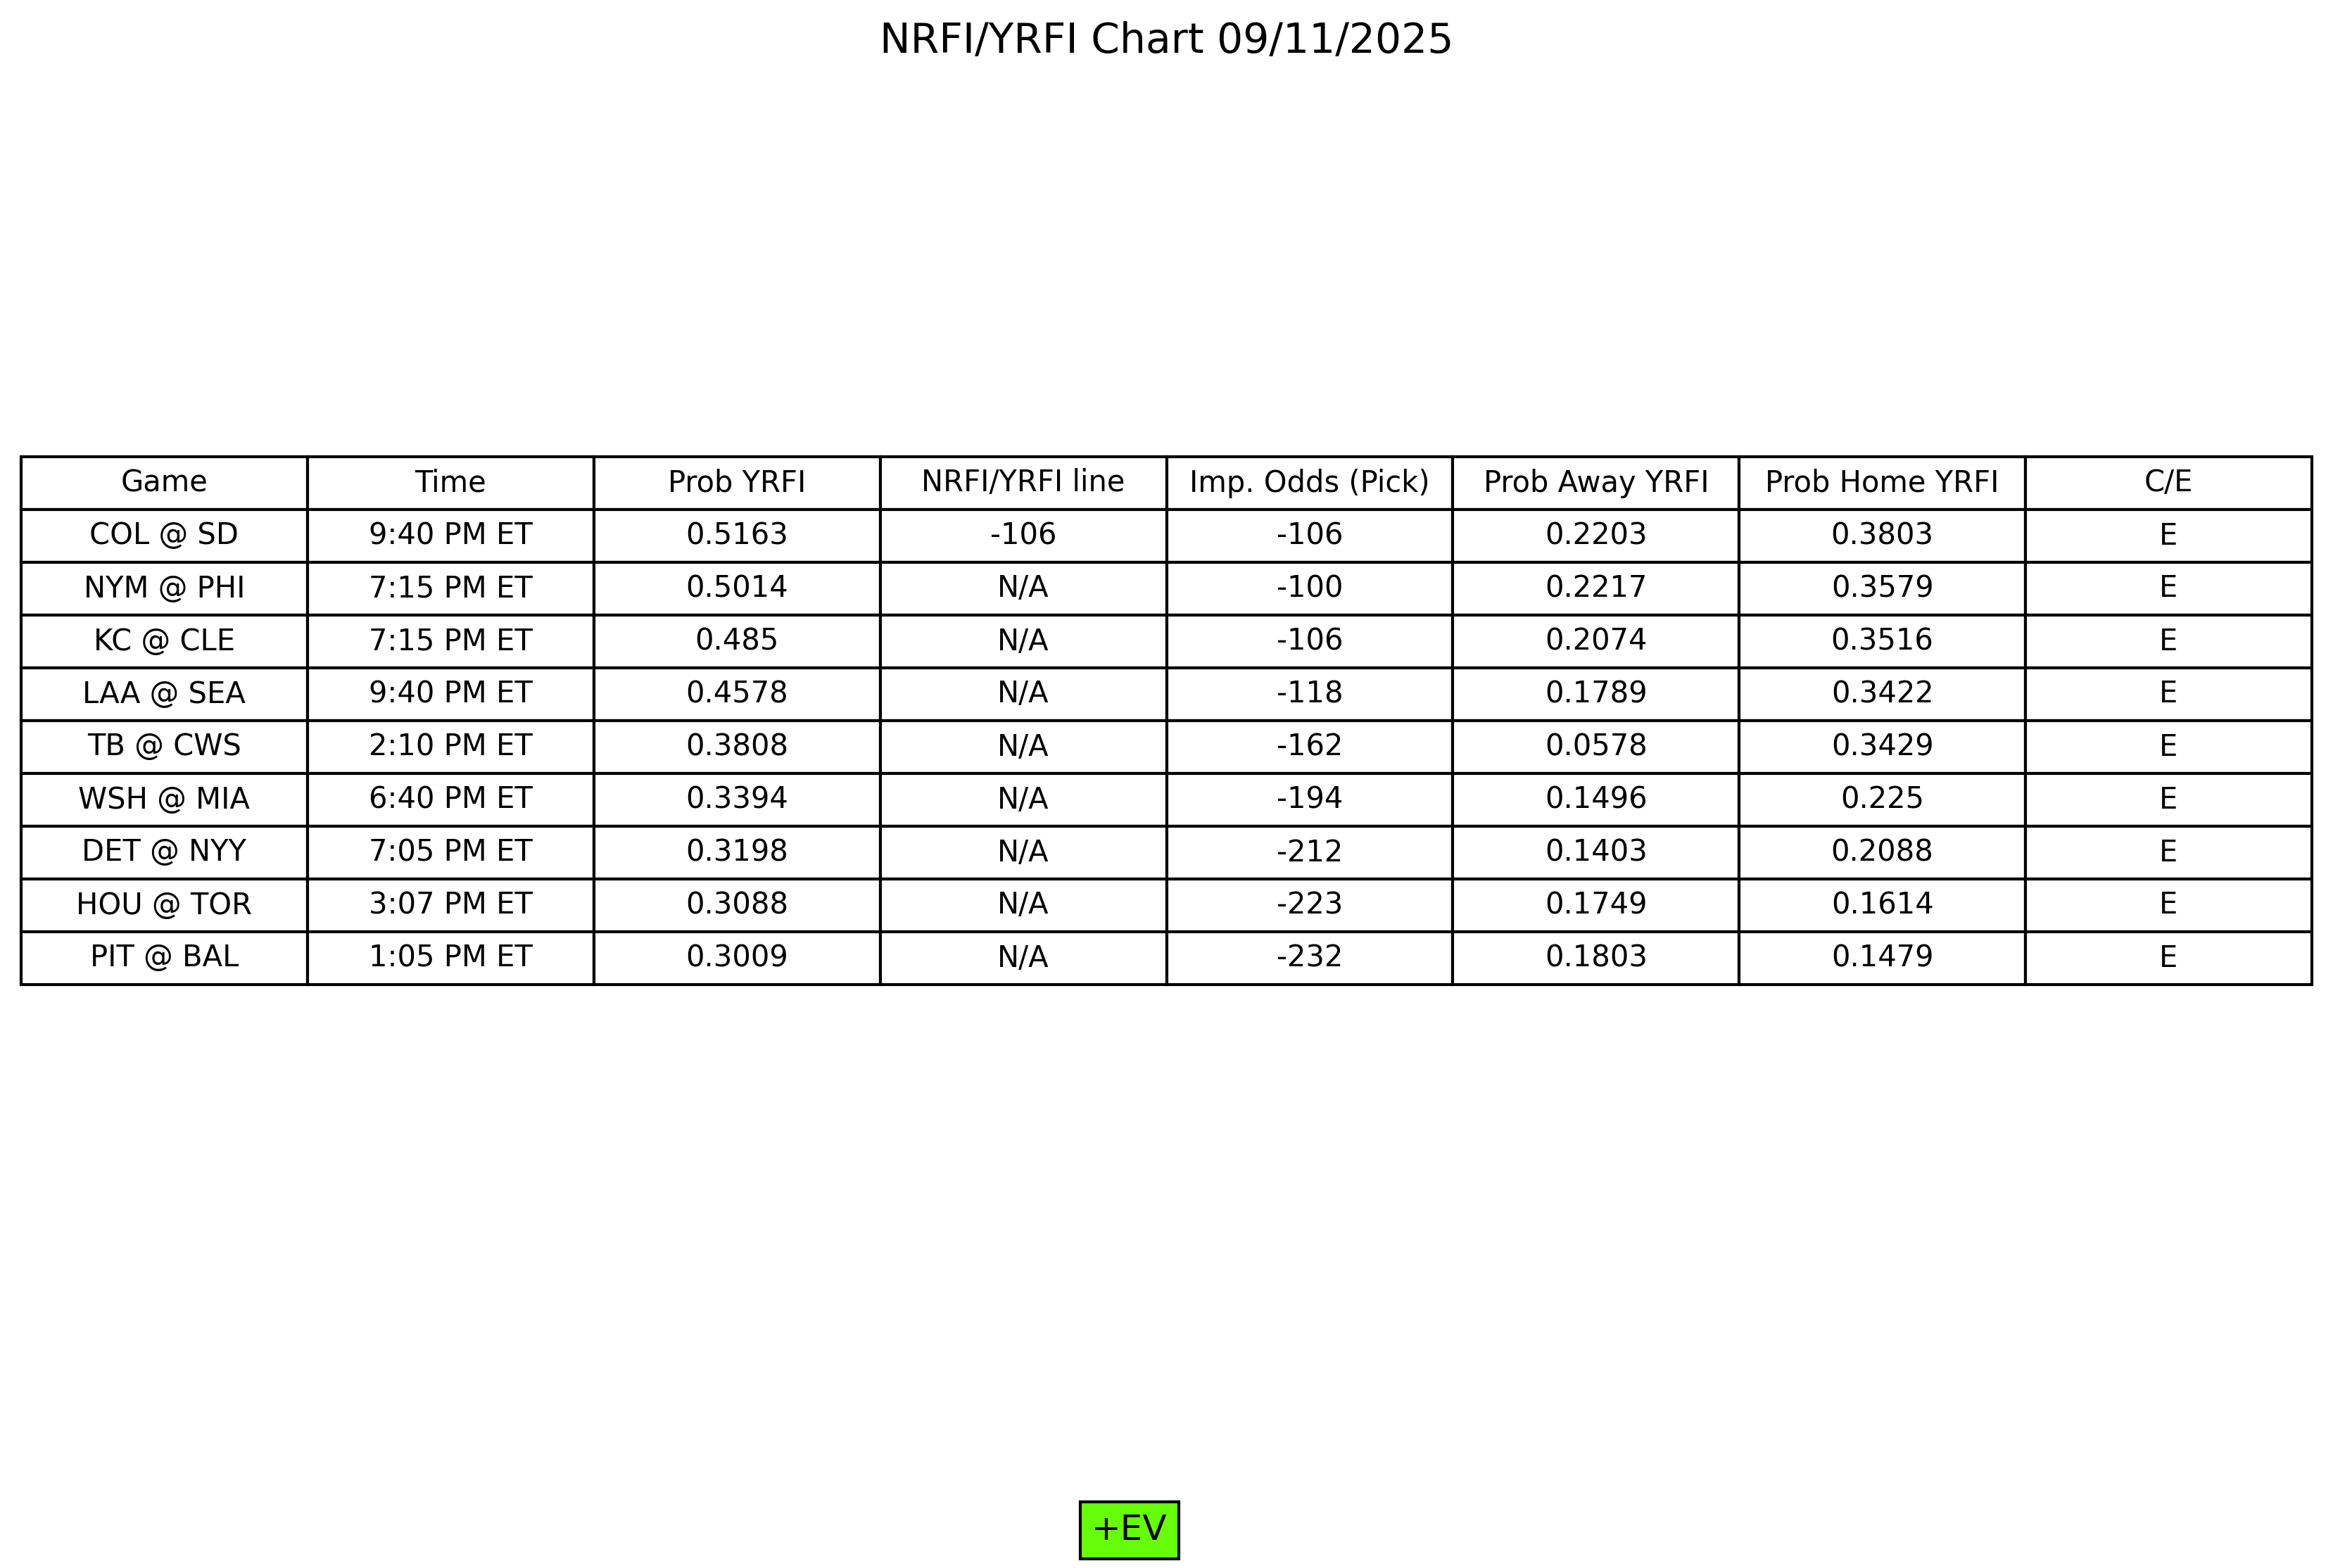 NRFI/YRFI Chart 09/11/2025
Game Time Prob YRFI NRFI/YRFI line Imp. Odds (Pick) Prob Away YRFI Prob Home YRFI C/E
COL @ SD 9:40 PM ET 0.5163 -106 -106 0.2203 0.3803 E
NYM @ PHI 7:15 PM ET 0.5014 N/A -100 0.2217 0.3579 E
KC @ CLE 7:15 PM ET 0.485 N/A -106 0.2074 0.3516 E
LAA @ SEA 9:40 PM ET 0.4578 N/A -118 0.1789 0.3422 E
TB @ CWS 2:10 PM ET 0.3808 N/A -162 0.0578 0.3429 E
WSH @ MIA 6:40 PM ET 0.3394 N/A -194 0.1496 0.225 E
DET @ NYY 7:05 PM ET 0.3198 N/A -212 0.1403 0.2088 E
HOU @ TOR 3:07 PM ET 0.3088 N/A -223 0.1749 0.1614 E
PIT @ BAL 1:05 PM ET 0.3009 N/A -232 0.1803 0.1479 E
+EV